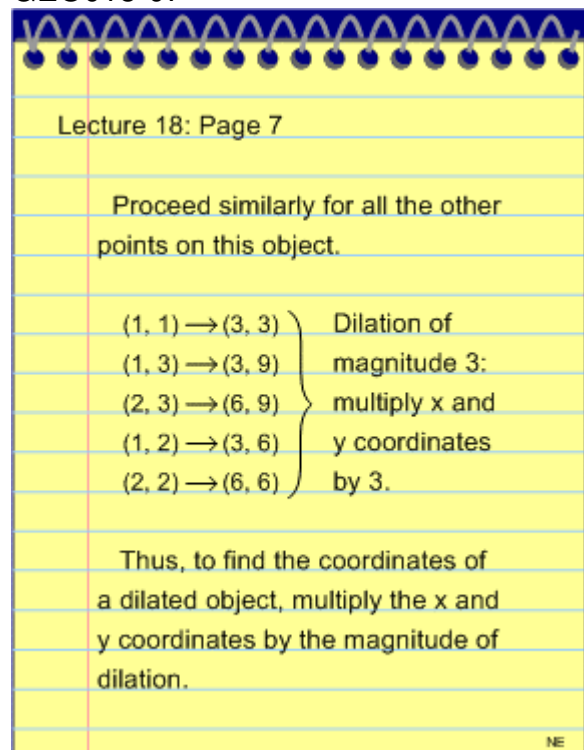 Lecture 18: Page 7
Proceed similarly for all the other
points on this object.
(1, 1) → (3, 3) Dilation of
(1, 3) → (3, 9) magnitude 3:
(2, 3) → (6, 9) multiply x and
(1, 2) → (3, 6) y coordinates
(2, 2) → (6, 6) by 3.
Thus, to find the coordinates of
a dilated object, multiply the x and
y coordinates by the magnitude of
dilation.
NE